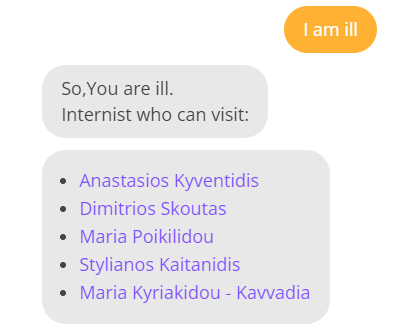 I am ill
So,You are ill.
Internist who can visit:
Anastasios Kyventidis
Dimitrios Skoutas
Maria Poikilidou
Stylianos Kaitanidis
Maria Kyriakidou - Kavvadia